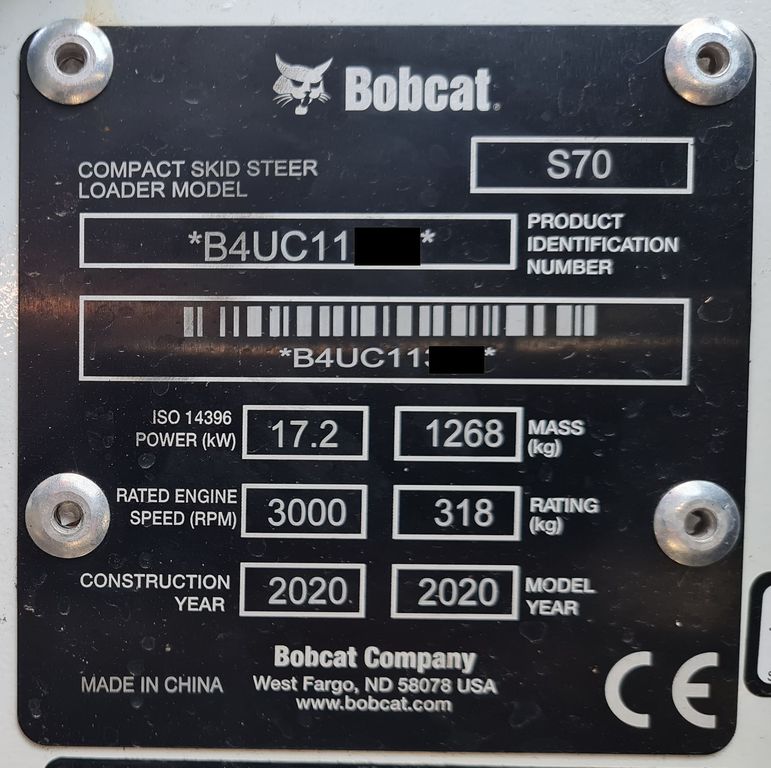 Bobcat®
COMPACT SKID STEER
LOADER MODEL
S70
*B4UC11 *
PRODUCT
IDENTIFICATION
NUMBER
*B4UC113 *
ISO 14396
POWER (kW)
17.2
1268
MASS
(kg)
RATED ENGINE
SPEED (RPM)
3000
318
RATING
(kg)
CONSTRUCTION
YEAR
2020
2020
MODEL
YEAR
MADE IN CHINA
Bobcat Company
West Fargo, ND 58078 USA
www.bobcat.com
CE